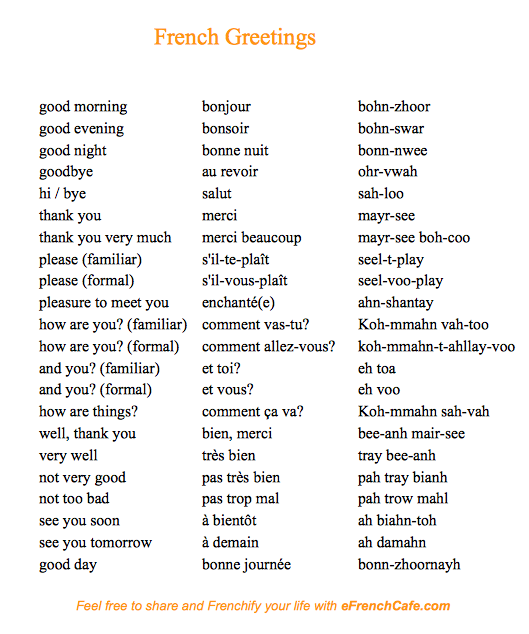 French Greetings
good morning bonjour bohn-zhoor
good evening bonsoir bohn-swar
good night bonne nuit bonn-nwee
goodbye au revoir ohr-vwah
hi / bye salut sah-loo
thank you merci mayr-see
thank you very much merci beaucoup mayr-see boh-coo
please (familiar) s'il-te-plaît seel-t-play
please (formal) s'il-vous-plaît seel-voo-play
pleasure to meet you enchanté(e) ahn-shantay
how are you? (familiar) comment vas-tu? Koh-mmahn vah-too
how are you? (formal) comment allez-vous? koh-mmahn-t-ahllay-voo
and you? (familiar) et toi? eh toa
and you? (formal) et vous? eh voo
how are things? comment ça va? Koh-mmahn sah-vah
well, thank you bien, merci bee-anh mair-see
very well très bien tray bee-anh
not very good pas très bien pah tray bianh
not too bad pas trop mal pah trow mahl
see you soon à bientôt ah biahn-toh
see you tomorrow à demain ah damahn
good day bonne journée bonn-zhoornayh
Feel free to share and Frenchify your life with eFrenchCafe.com